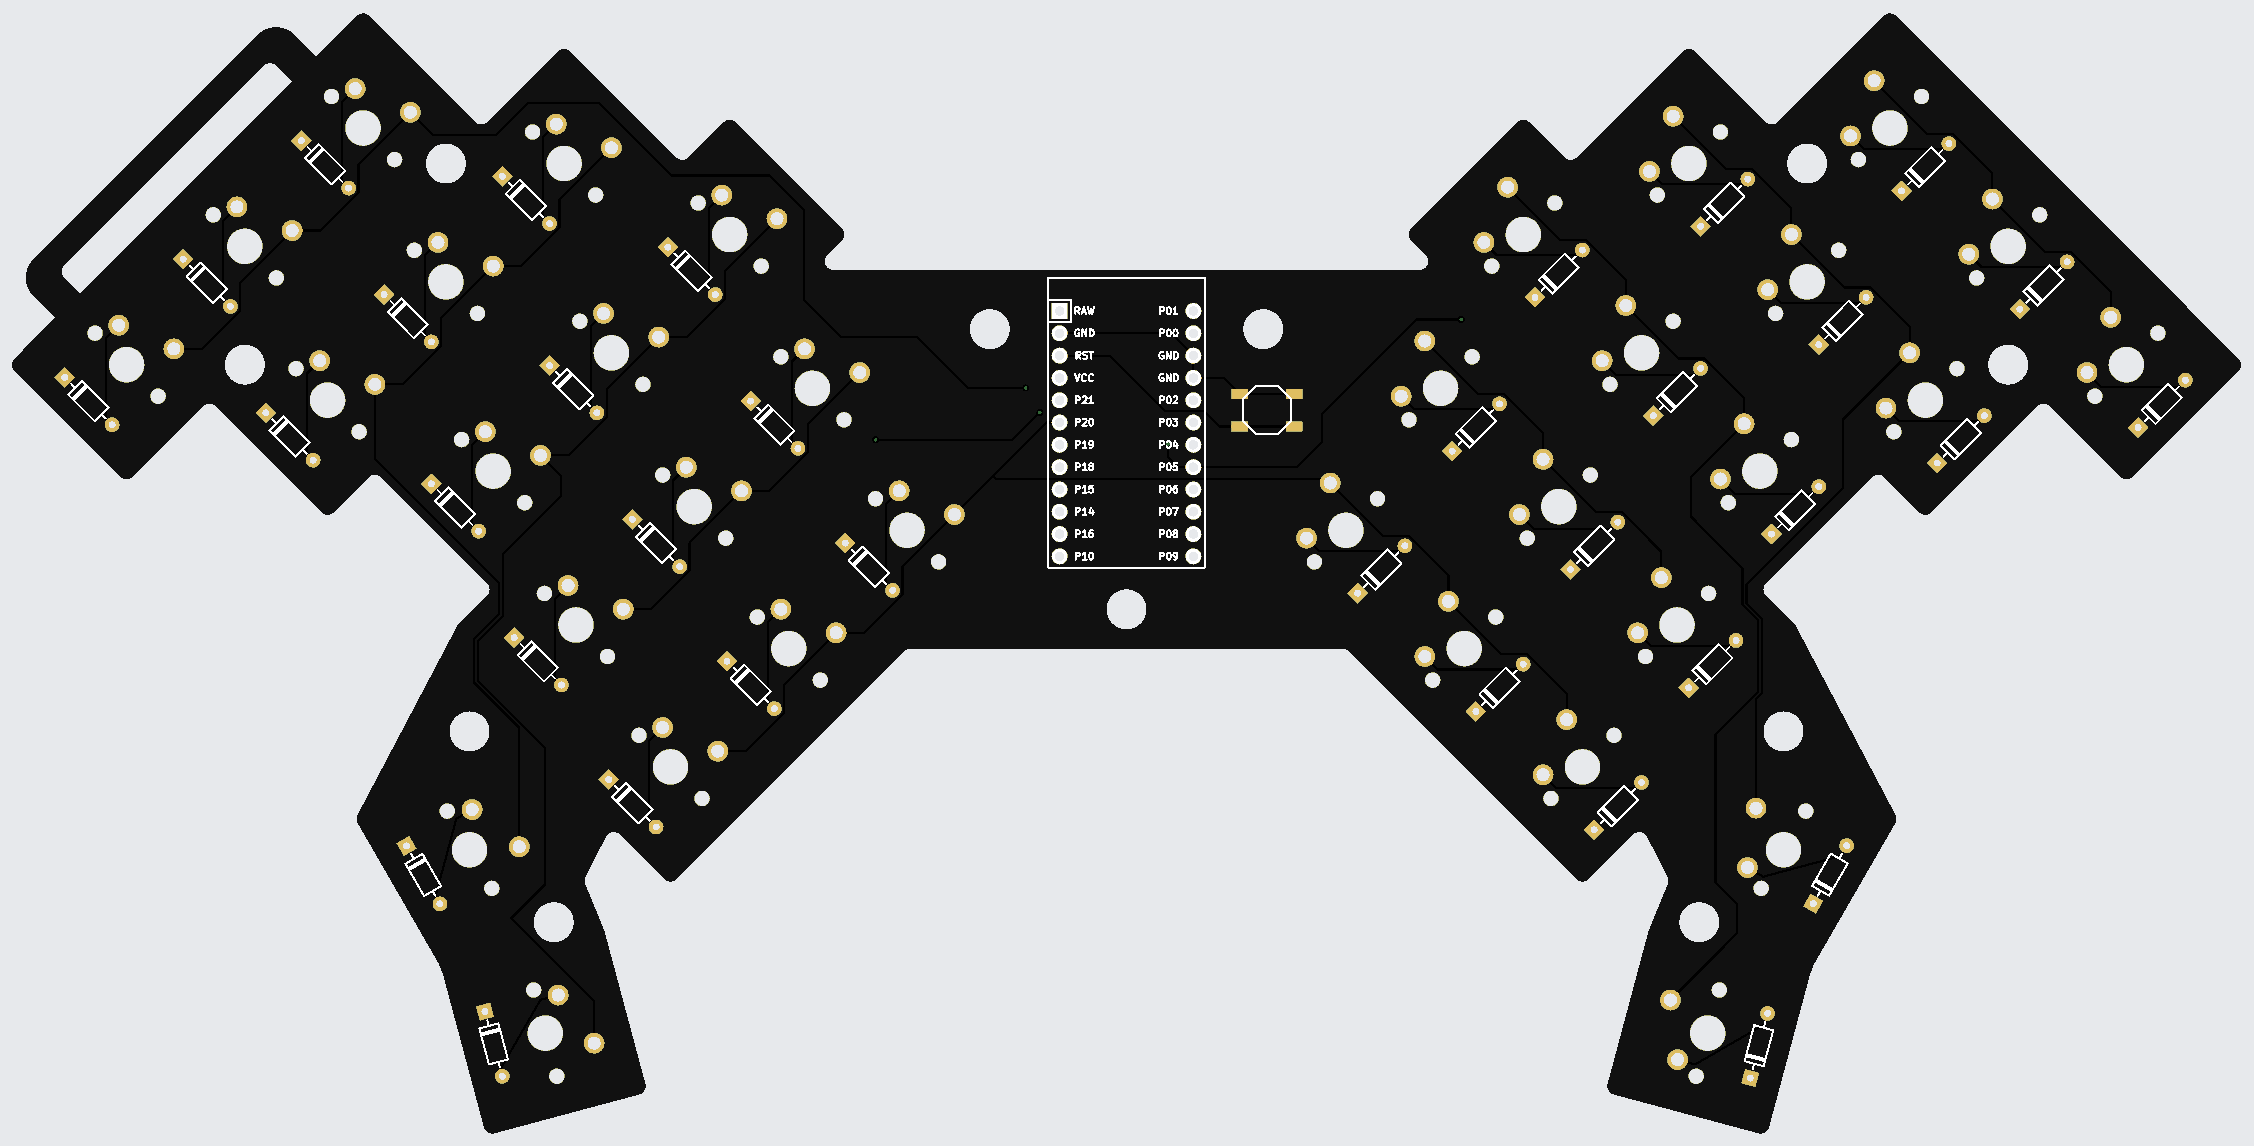 RAW P01
GND P00
RST GND
VCC GND
P21 P02
P20 P03
P19 P04
P18 P05
P15 P06
P14 P07
P16 P08
P10 P09